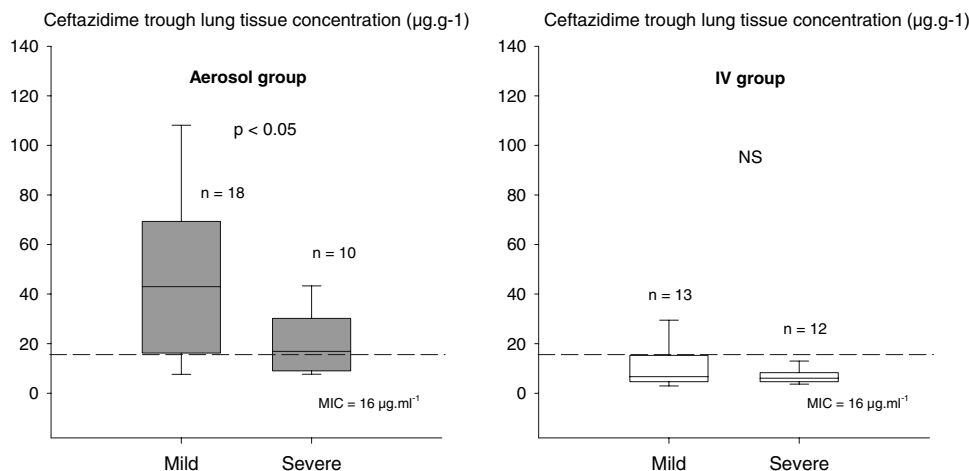 Ceftazidime trough lung tissue concentration (µg.g-1)
140
120
100
80
60
40
20
0
Aerosol group
p < 0.05
n = 18
n = 10
MIC = 16 µg.ml-1
Mild
Severe
Ceftazidime trough lung tissue concentration (µg.g-1)
140
120
100
80
60
40
20
0
IV group
NS
n = 13
n = 12
MIC = 16 µg.ml-1
Mild
Severe